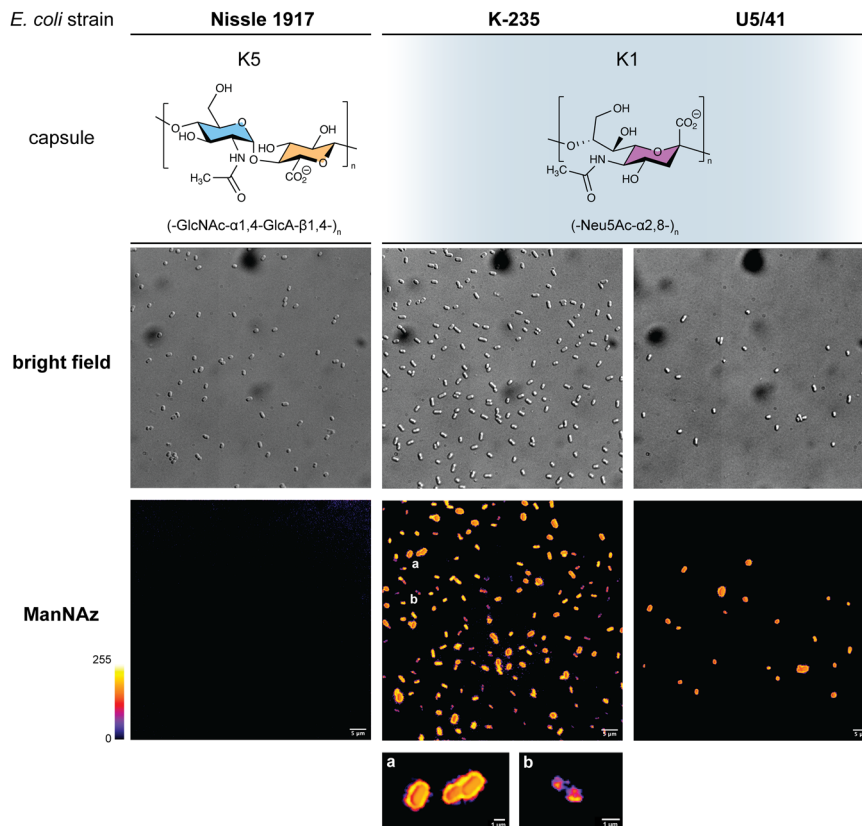 E. coli strain Nissle 1917 K-235 U5/41
K5 K1
capsule
OH
O
O
HO
HN
O
H₃C
O
HO
OH
O
CO₂⊖
n
OH
OH
O
HN
H₃C
O
HO
O
CO₂⊖
n
(-GlcNAc-α1,4-GlcA-β1,4-)n (-Neu5Ac-α2,8-)n
bright field
ManNAz
a
b
255
0
5 µm 5 µm 5
a b
1 µm 1 µm